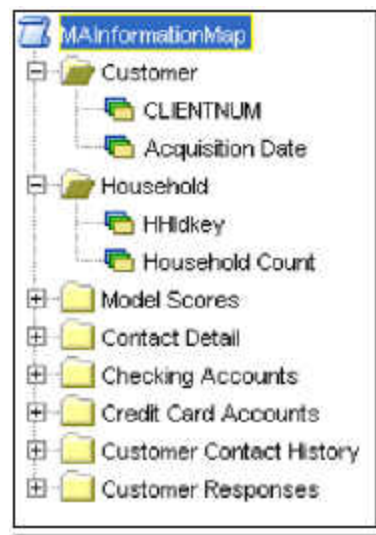 MAInformationMap
Customer
CLIENTNUM
Acquisition Date
Household
HHIdkey
Household Count
Model Scores
Contact Detail
Checking Accounts
Credit Card Accounts
Customer Contact History
Customer Responses